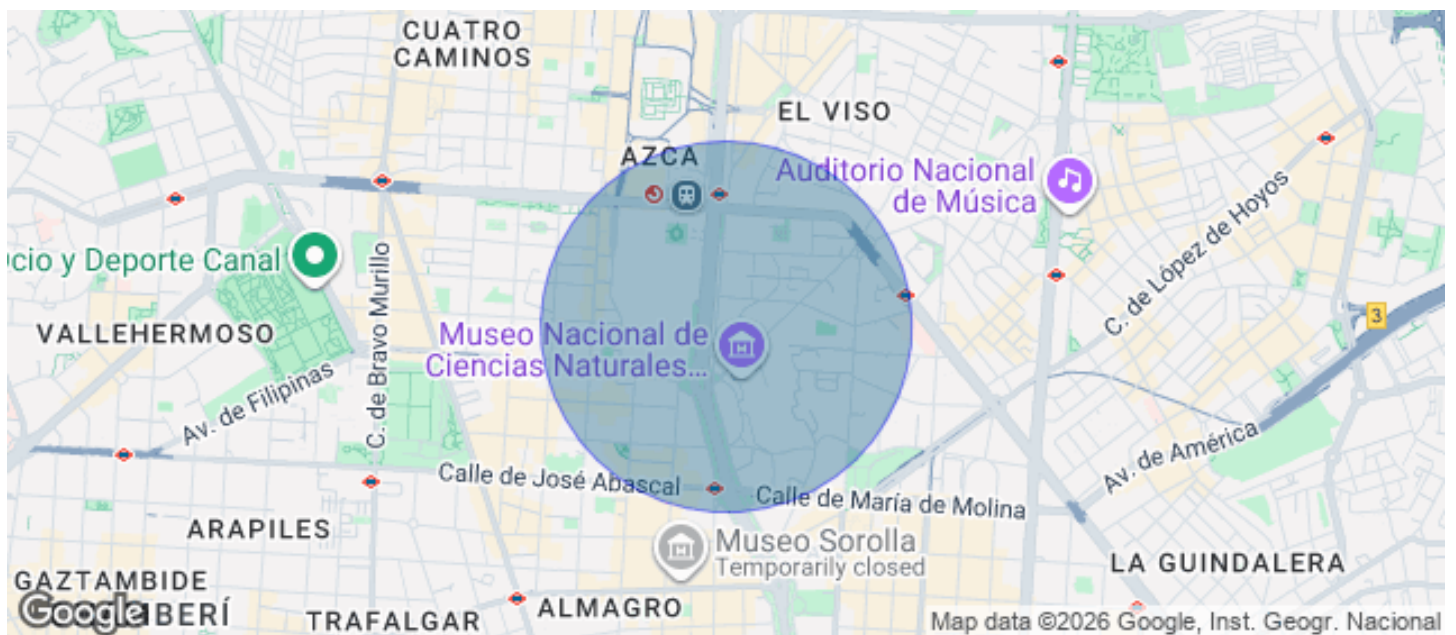 CUATRO
CAMINOS
EL VISO
AZCA
Auditorio Nacional
de Música
cio y Deporte Canal
C. de Bravo Murillo
C. de López de Hoyos
VALLEHERMOSO
Museo Nacional de
Ciencias Naturales...
3
Av. de Filipinas
Av. de América
Calle de José Abascal
Calle de María de Molina
ARAPILES
Museo Sorolla
Temporarily closed
LA GUINDALERA
GAZTAMBIDE
Google
MBERÍ
TRAFALGAR
ALMAGRO
Map data ©2026 Google, Inst. Geogr. Nacional